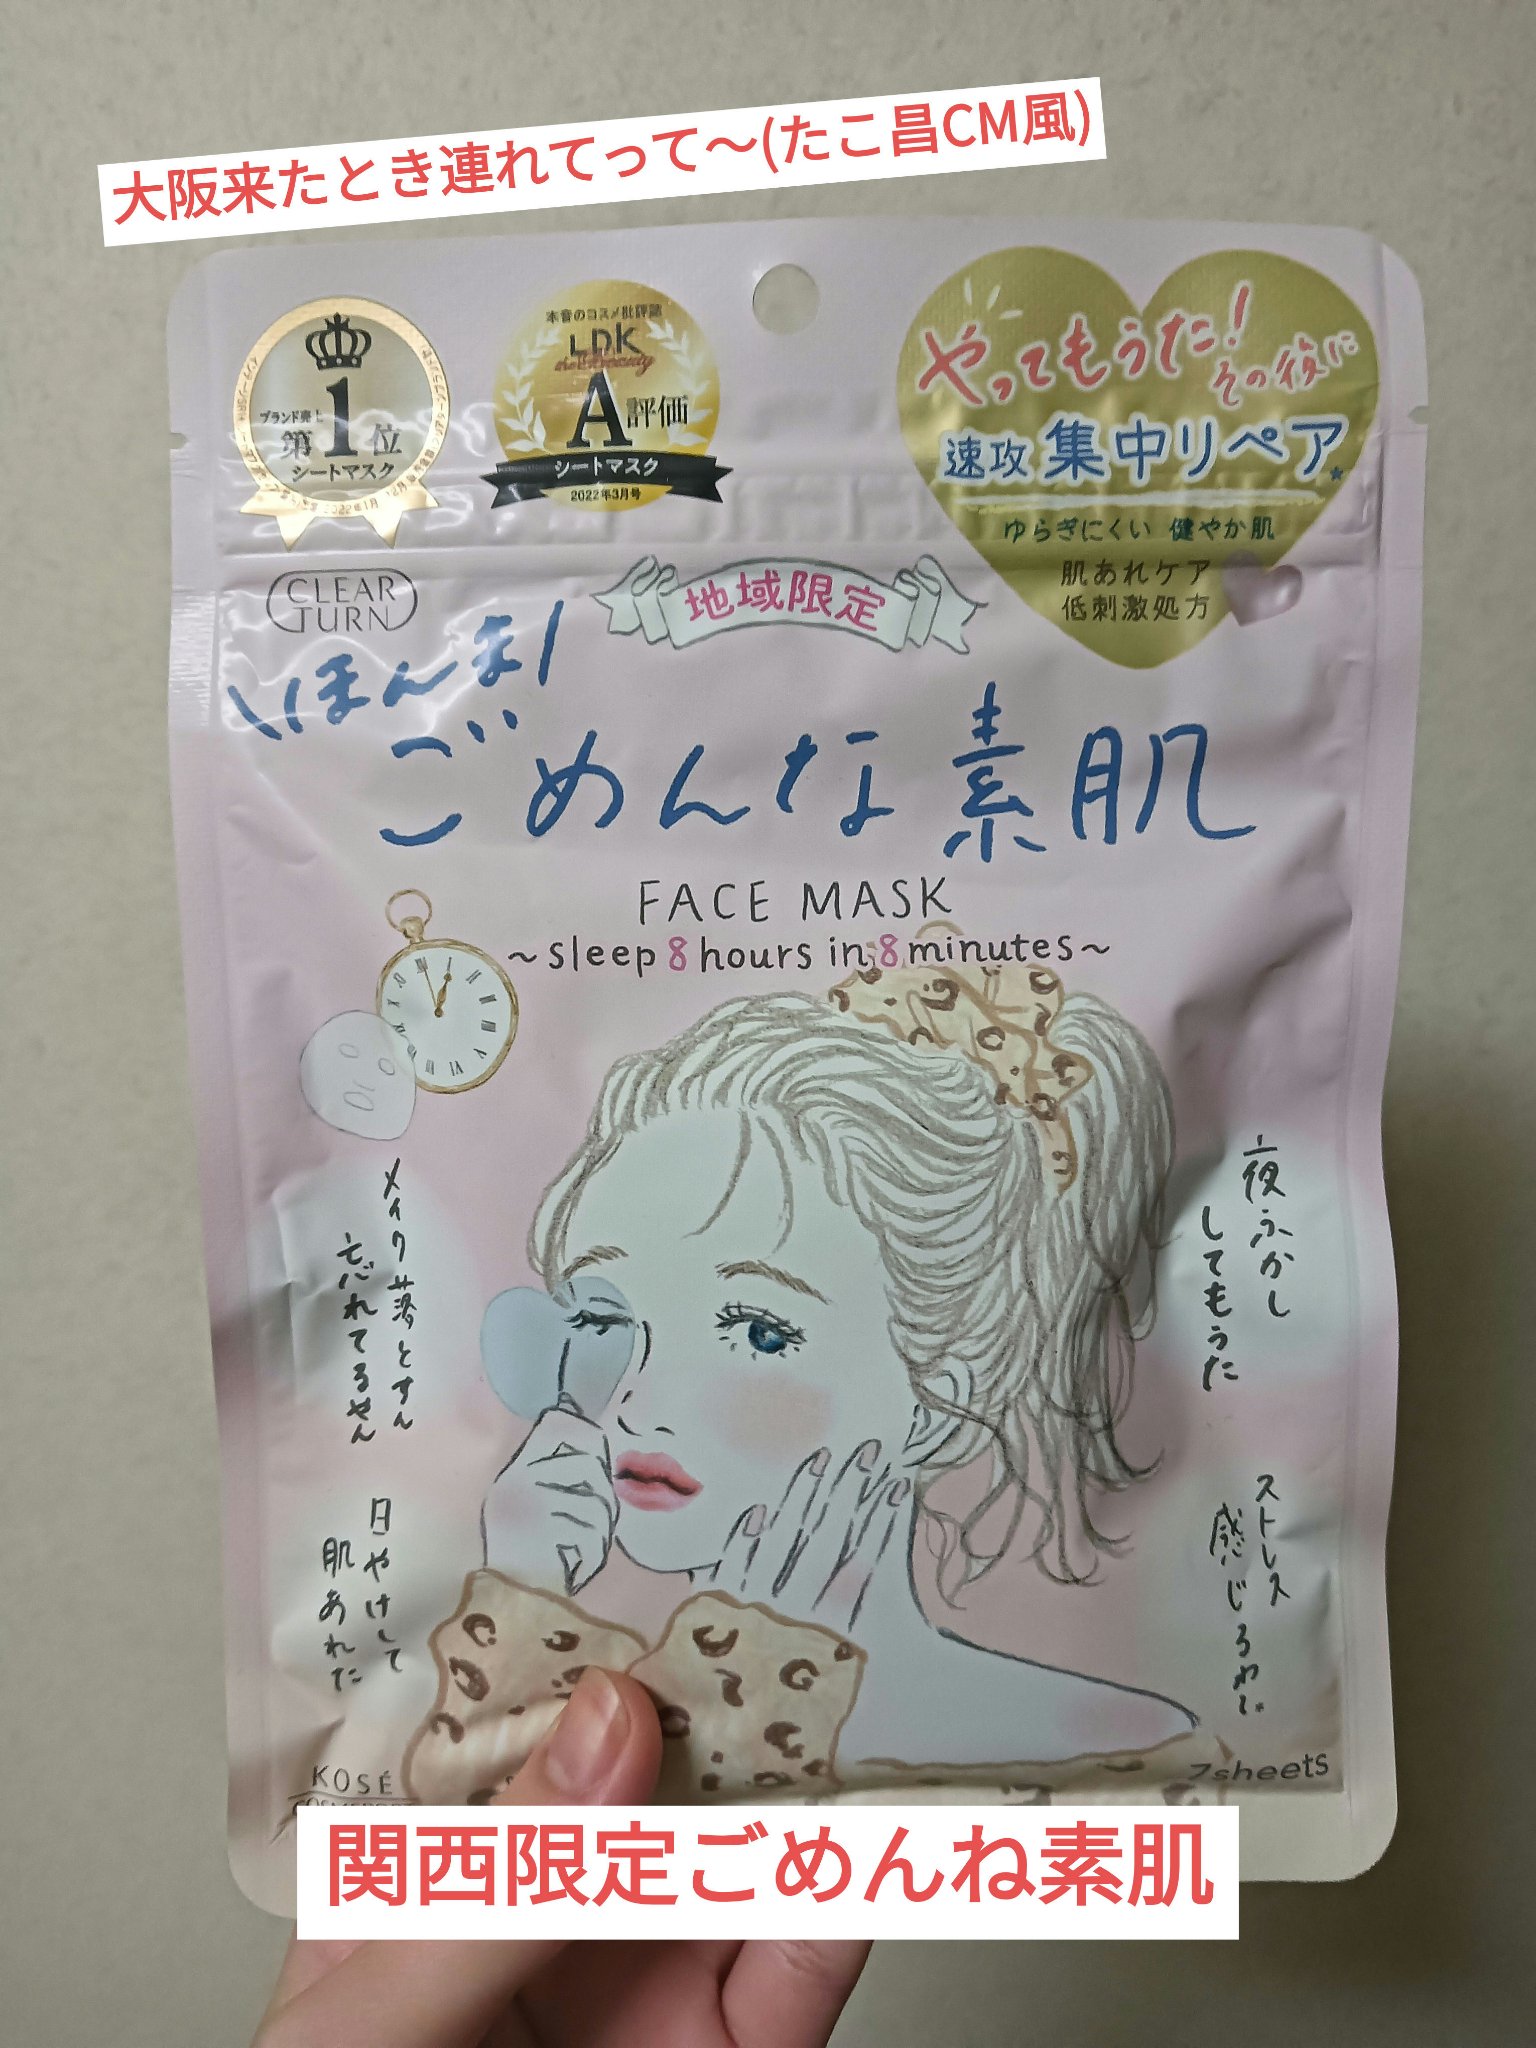 大阪来たとき連れてって～(たこ昌CM風)
ブランド売上
第1位
シートマスク
本音のコスメ批評誌
LDK
the Beauty
A評価
シートマスク
2022年3月号
やってもうた!
その後に
速攻 集中リペア
ゆらぎにくい 健やか肌
肌あれケア
低刺激処方
CLEAR
TURN
地域限定
ほんま
ごめんな素肌
FACE MASK
~sleep 8 hours in 8 minutes~
メイク落とすん
忘れてるやん
夜ふかし
してもうた
日やけして
肌あれた
ストレス
感じるわ…
KOSÉ
7sheets
関西限定ごめんね素肌